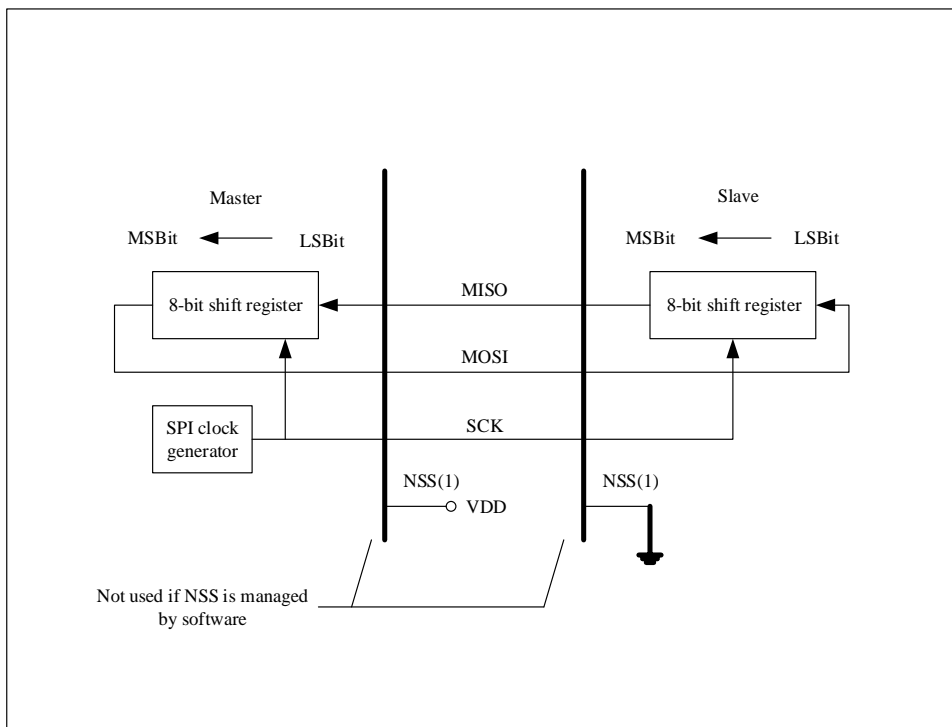 Master
Slave
MSBit
LSBit
MSBit
LSBit
8-bit shift register
MISO
8-bit shift register
MOSI
SPI clock
generator
SCK
NSS(1)
NSS(1)
VDD
Not used if NSS is managed
by software